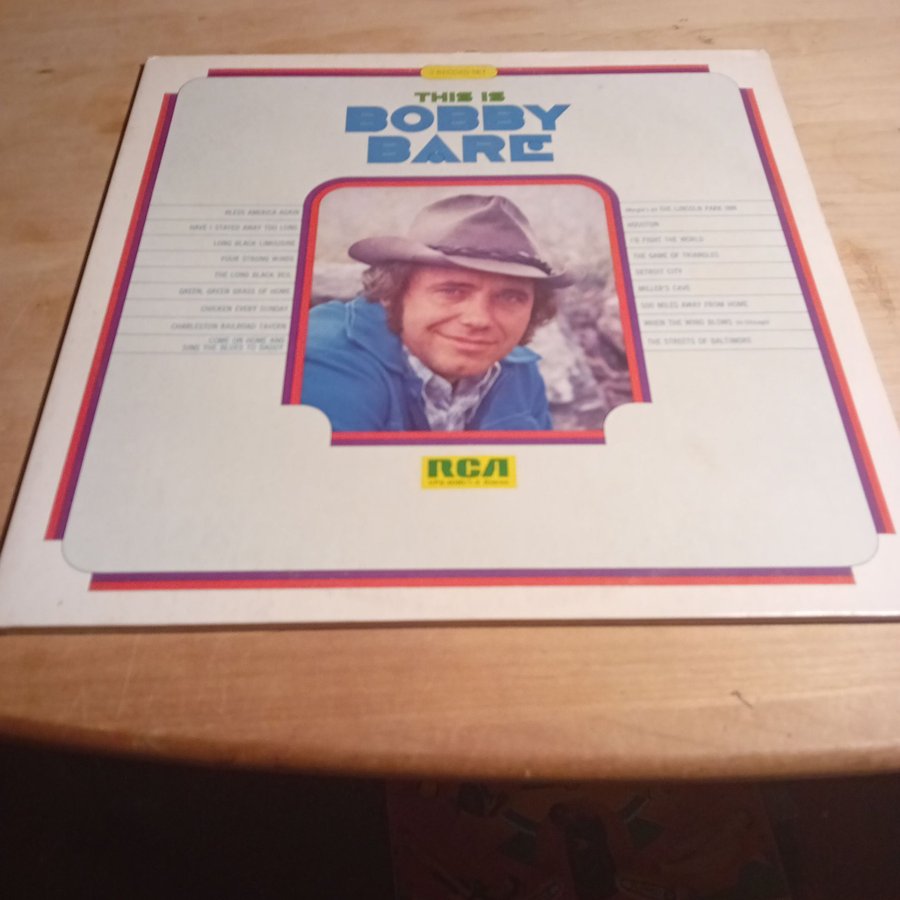 2 RECORD SET
THIS IS
BOBBY
BARE
BLESS AMERICA AGAIN
HAVE I STAYED AWAY TOO LONG
LONG BLACK LIMOUSINE
FOUR STRONG WINDS
THE LONG BLACK VEIL
GREEN, GREEN GRASS OF HOME
CHICKEN EVERY SUNDAY
CHARLESTON RAILROAD TAVERN
COME ON HOME AND
SING THE BLUES TO DADDY
(Margie's at) THE LINCOLN PARK INN
HOUSTON
I'D FIGHT THE WORLD
THE GAME OF TRIANGLES
DETROIT CITY
MILLER'S CAVE
500 MILES AWAY FROM HOME
WHEN THE WIND BLOWS (In Chicago)
THE STREETS OF BALTIMORE
RCA
Stereo